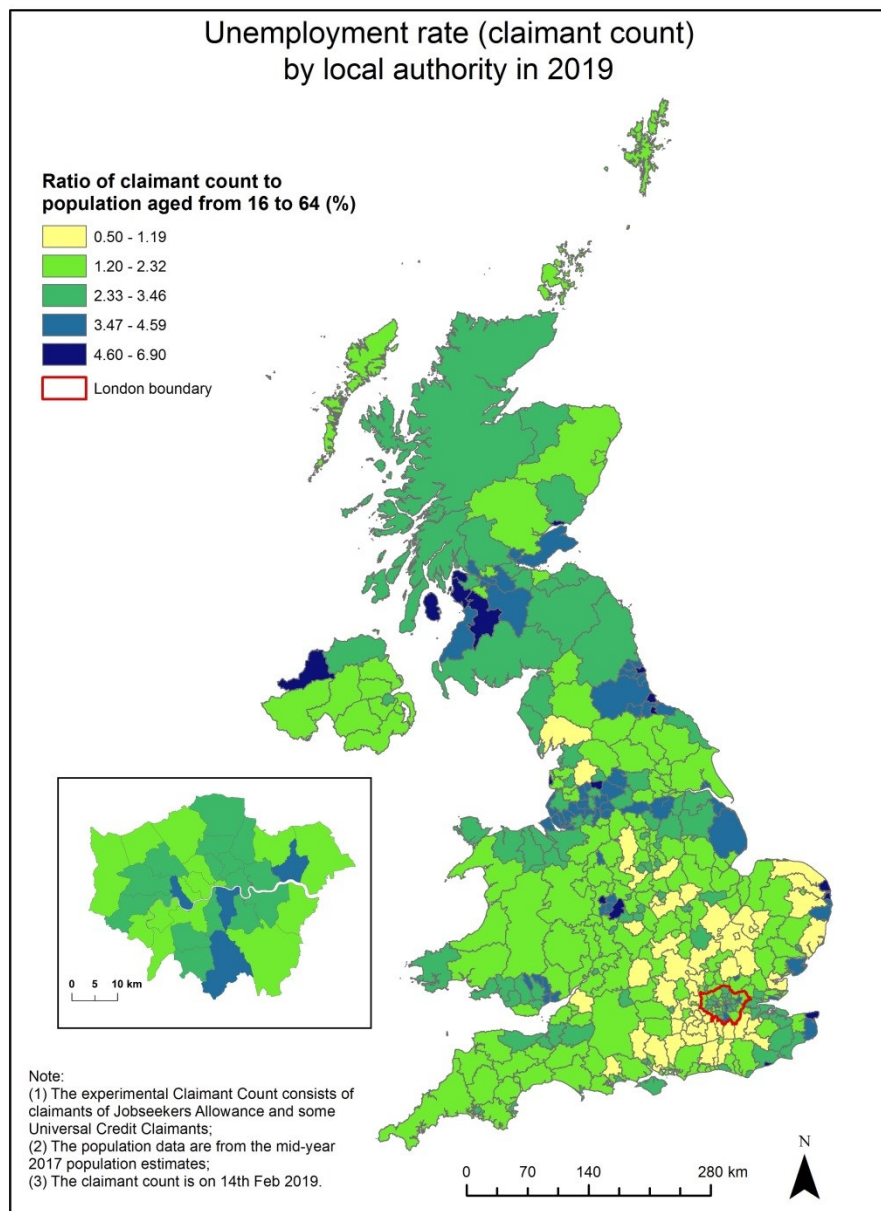 Unemployment rate (claimant count)
by local authority in 2019
Ratio of claimant count to
population aged from 16 to 64 (%)
0.50 - 1.19
1.20 - 2.32
2.33 - 3.46
3.47 - 4.59
4.60 - 6.90
London boundary
0 5 10 km
Note:
(1) The experimental Claimant Count consists of
claimants of Jobseekers Allowance and some
Universal Credit Claimants;
(2) The population data are from the mid-year
2017 population estimates;
(3) The claimant count is on 14th Feb 2019.
N
0 70 140 280 km